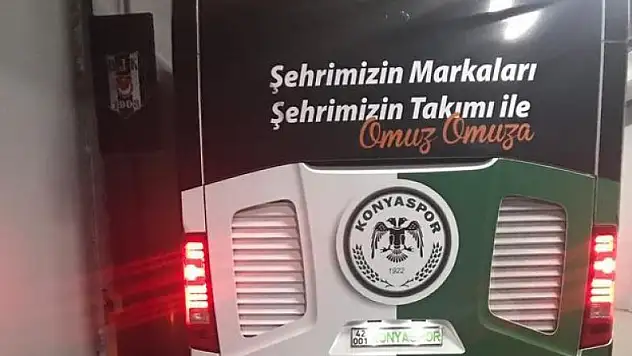 Şehrimizin Markaları
Şehrimizin Takımı ile
Omuz Omuza
KONYASPOR
1922
42 KONYASPOR
001